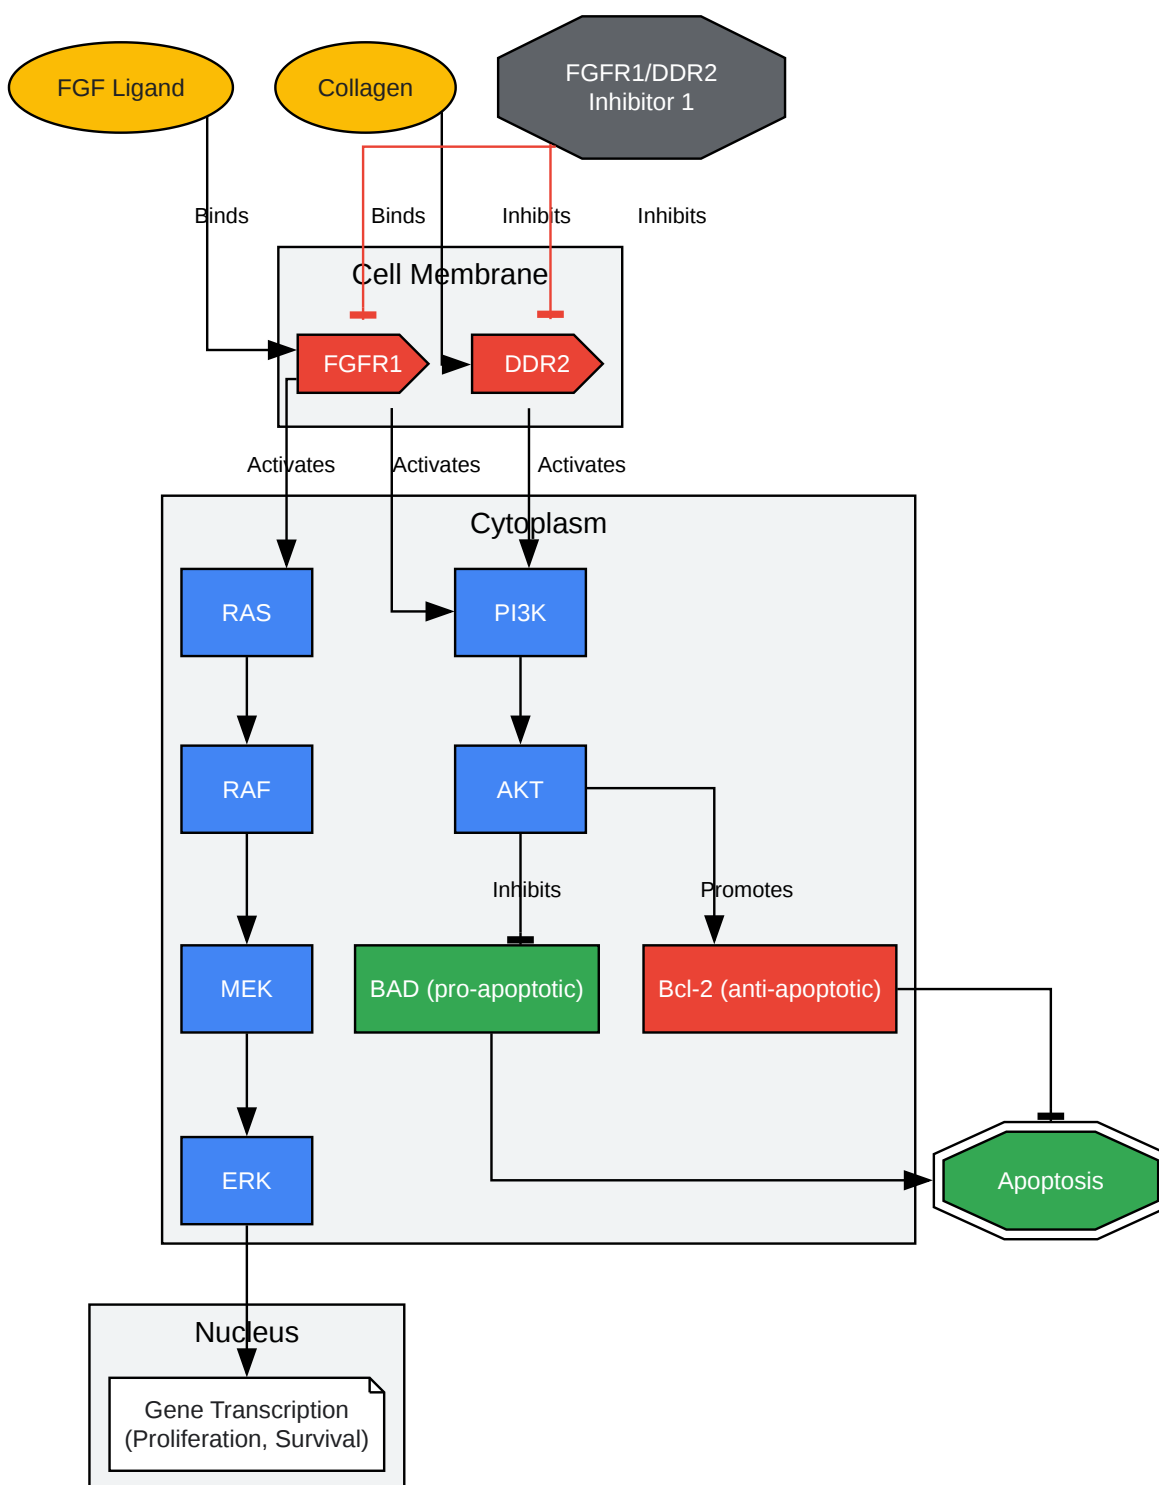 FGF Ligand
Collagen
FGFR1/DDR2
Inhibitor 1
Binds
Binds
Inhibits
Inhibits
Cell Membrane
FGFR1
DDR2
Activates
Activates
Activates
Cytoplasm
RAS
PI3K
RAF
AKT
Inhibits
Promotes
MEK
BAD (pro-apoptotic)
Bcl-2 (anti-apoptotic)
ERK
Apoptosis
Nucleus
Gene Transcription
(Proliferation, Survival)